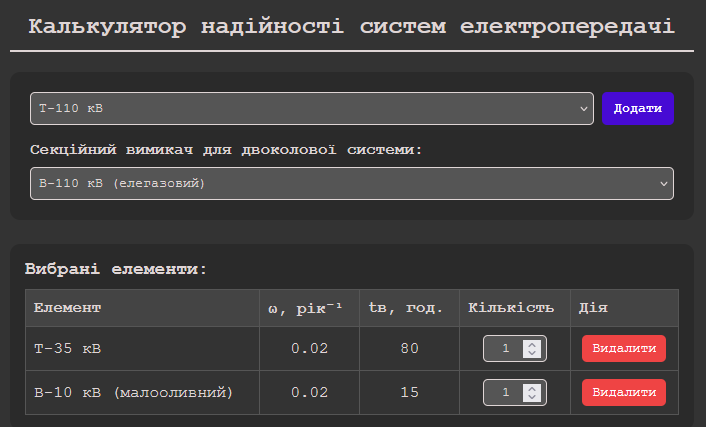 Калькулятор надійності систем електропередачі
Т-110 кВ Додати
Секційний вимикач для двоколової системи:
В-110 кВ (елегазовий)
Вибрані елементи:
Елемент ω, рік⁻¹ tв, год. Кількість Дія
Т-35 кВ 0.02 80 1 Видалити
В-10 кВ (малооливний) 0.02 15 1 Видалити